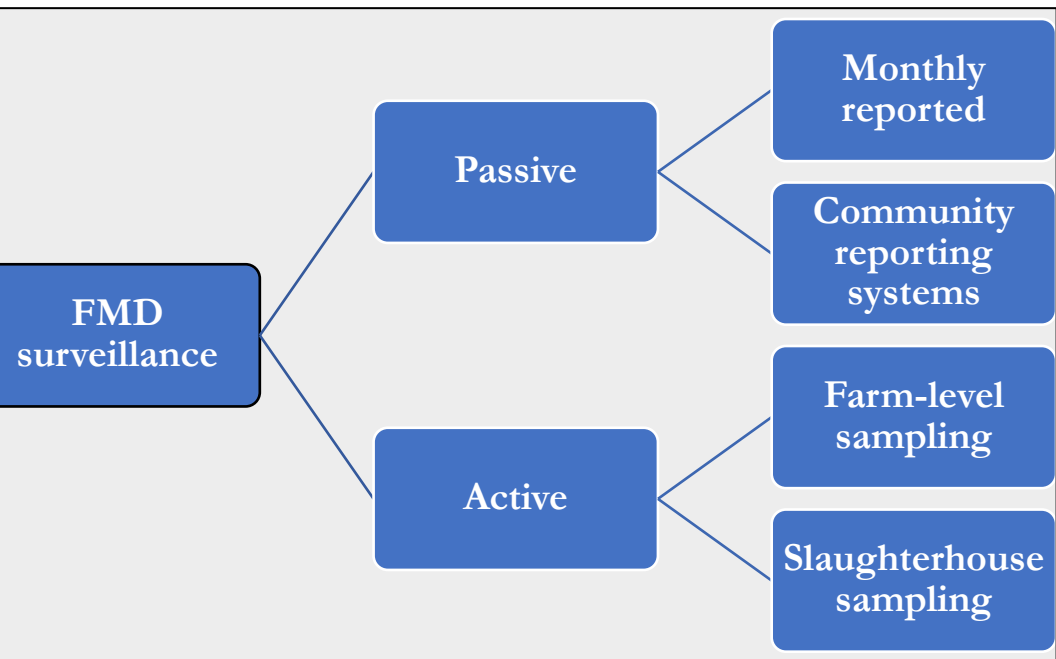 FMD
surveillance
Passive
Active
Monthly
reported
Community
reporting
systems
Farm-level
sampling
Slaughterhouse
sampling